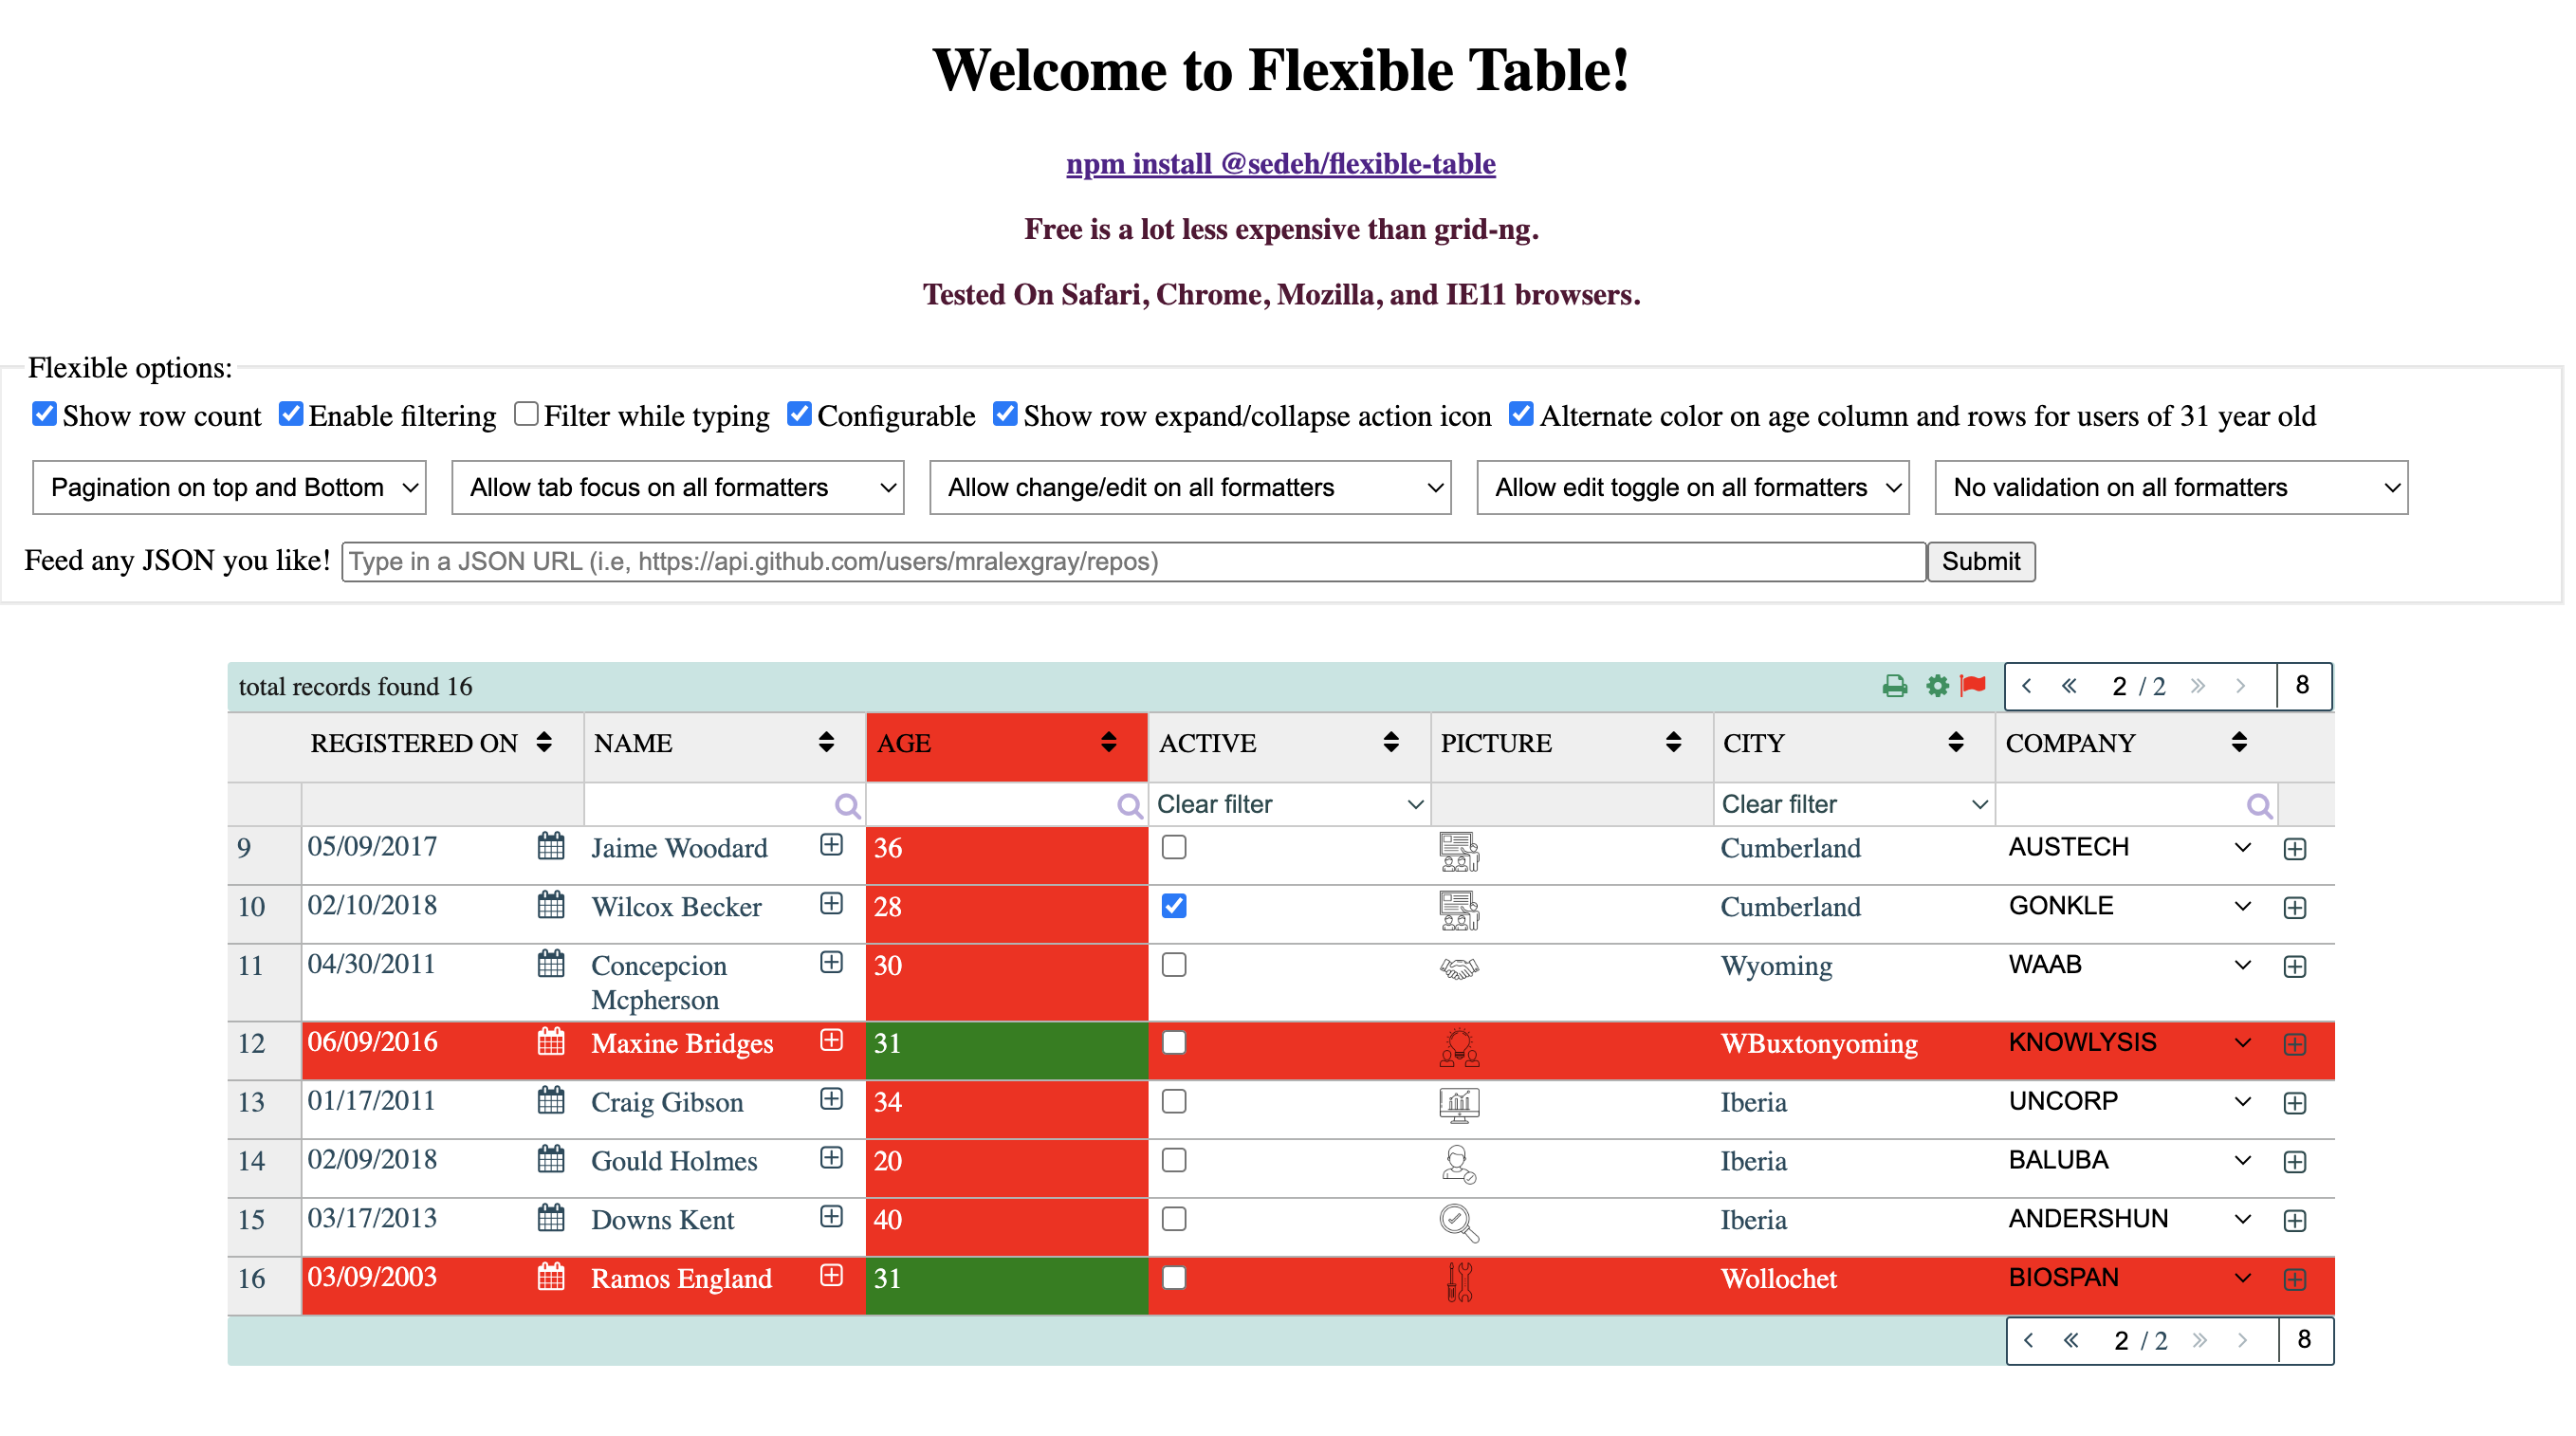 Welcome to Flexible Table!
npm install @sedeh/flexible-table
Free is a lot less expensive than grid-ng.
Tested On Safari, Chrome, Mozilla, and IE11 browsers.
Flexible options:
Show row count Enable filtering Filter while typing Configurable Show row expand/collapse action icon Alternate color on age column and rows for users of 31 year old
Pagination on top and Bottom Allow tab focus on all formatters Allow change/edit on all formatters Allow edit toggle on all formatters No validation on all formatters
Feed any JSON you like! Type in a JSON URL (i.e, https://api.github.com/users/mralexgray/repos) Submit
total records found 16 2 / 2 8
REGISTERED ON NAME AGE ACTIVE PICTURE CITY COMPANY
Clear filter Clear filter
9 05/09/2017 Jaime Woodard 36 Cumberland AUSTECH
10 02/10/2018 Wilcox Becker 28 Cumberland GONKLE
11 04/30/2011 Concepcion 30 Wyoming WAAB
Mcpherson
12 06/09/2016 Maxine Bridges 31 WBuxtonyoming KNOWLYSIS
13 01/17/2011 Craig Gibson 34 Iberia UNCORP
14 02/09/2018 Gould Holmes 20 Iberia BALUBA
15 03/17/2013 Downs Kent 40 Iberia ANDERSHUN
16 03/09/2003 Ramos England 31 Wollochet BIOSPAN
2 / 2 8